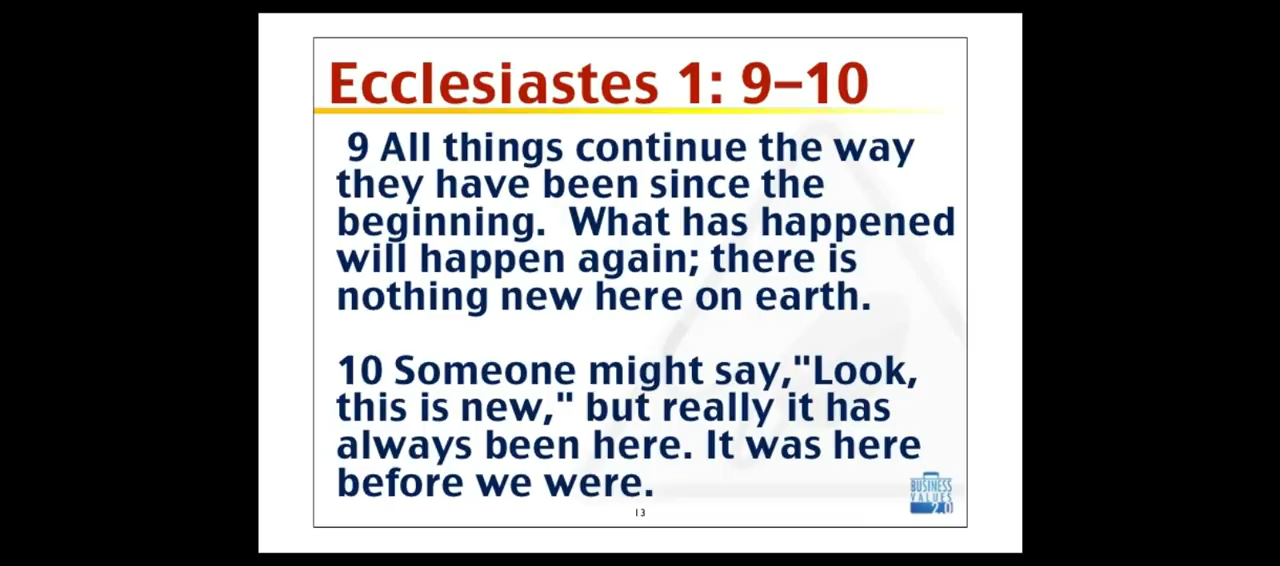 Ecclesiastes 1: 9–10
9 All things continue the way
they have been since the
beginning.  What has happened
will happen again; there is
nothing new here on earth.
10 Someone might say,"Look,
this is new," but really it has
always been here. It was here
before we were.
BUSINESS
VALUES
2.0
13